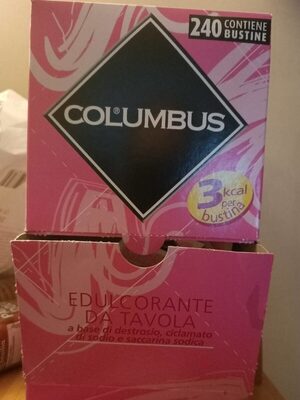 240 CONTIENE BUSTINE
COLUMBUS®
3 kcal
per
bustina
EDULCORANTE
DA TAVOLA
a base di destrosio, ciclamato
di sodio e saccarina sodica